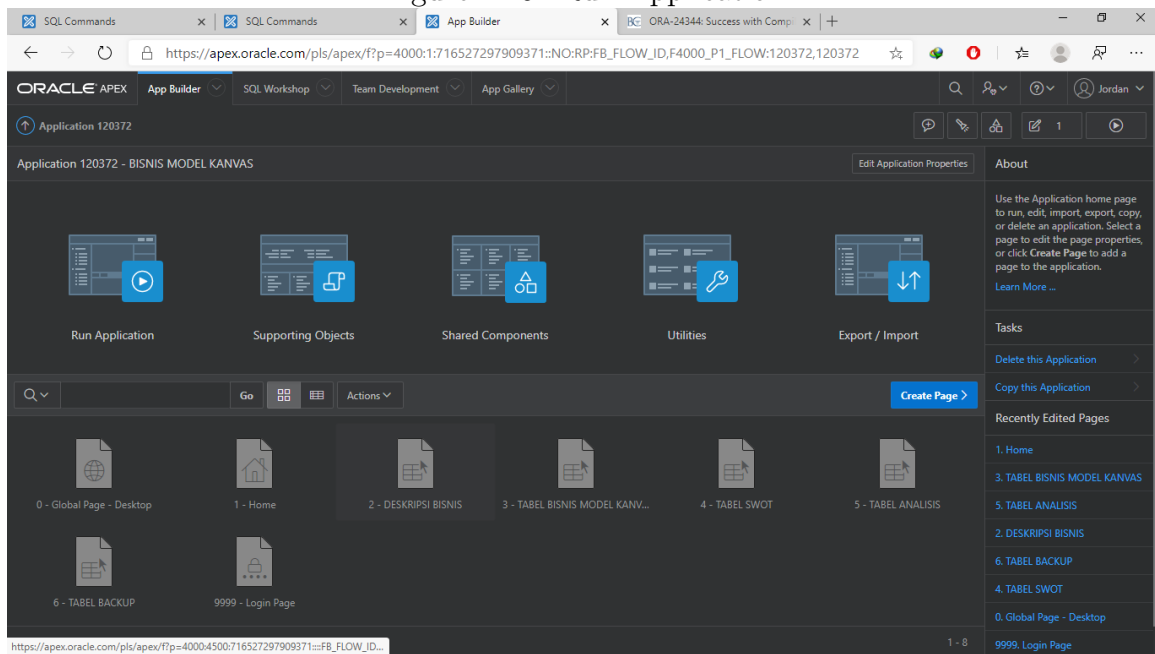 SQL Commands
SQL Commands
App Builder
ORA-24344: Success with Compi
https://apex.oracle.com/pls/apex/f?p=4000:1:716527297909371::NO:RP:FB_FLOW_ID,F4000_P1_FLOW:120372,120372
ORACLE APEX App Builder SQL Workshop Team Development App Gallery Jordan
Application 120372 1
Application 120372 - BISNIS MODEL KANVAS Edit Application Properties
Run Application Supporting Objects Shared Components Utilities Export / Import
Go Actions Create Page
0 - Global Page - Desktop 1 - Home 2 - DESKRIPSI BISNIS 3 - TABEL BISNIS MODEL KANV... 4 - TABEL SWOT 5 - TABEL ANALISIS
6 - TABEL BACKUP 9999 - Login Page
1 - 8
https://apex.oracle.com/pls/apex/f?p=4000:4500:716527297909371::::FB_FLOW_ID...
About
Use the Application home page
to run, edit, import, export, copy,
or delete an application. Select a
page to edit the page properties,
or click Create Page to add a
page to the application.
Learn More ...
Tasks
Delete this Application
Copy this Application
Recently Edited Pages
1. Home
3. TABEL BISNIS MODEL KANVAS
5. TABEL ANALISIS
2. DESKRIPSI BISNIS
6. TABEL BACKUP
4. TABEL SWOT
0. Global Page - Desktop
9999. Login Page